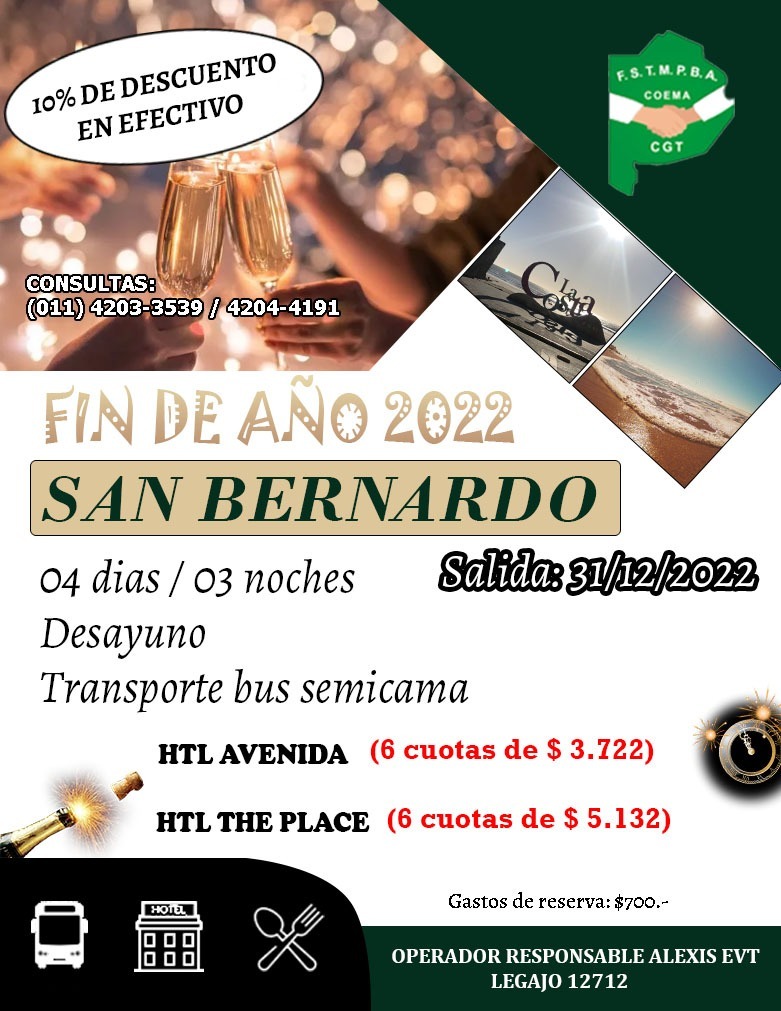 10% DE DESCUENTO
EN EFECTIVO
F.S.T.M.P.B.A.
COEMA
CGT
CONSULTAS:
(011) 4203-3539 / 4204-4191
La
Costa
FIN DE AÑO 2022
SAN BERNARDO
04 dias / 03 noches
Salida: 31/12/2022
Desayuno
Transporte bus semicama
HTL AVENIDA (6 cuotas de $ 3.722)
HTL THE PLACE (6 cuotas de $ 5.132)
Gastos de reserva: $700.-
HOTEL
OPERADOR RESPONSABLE ALEXIS EVT
LEGAJO 12712